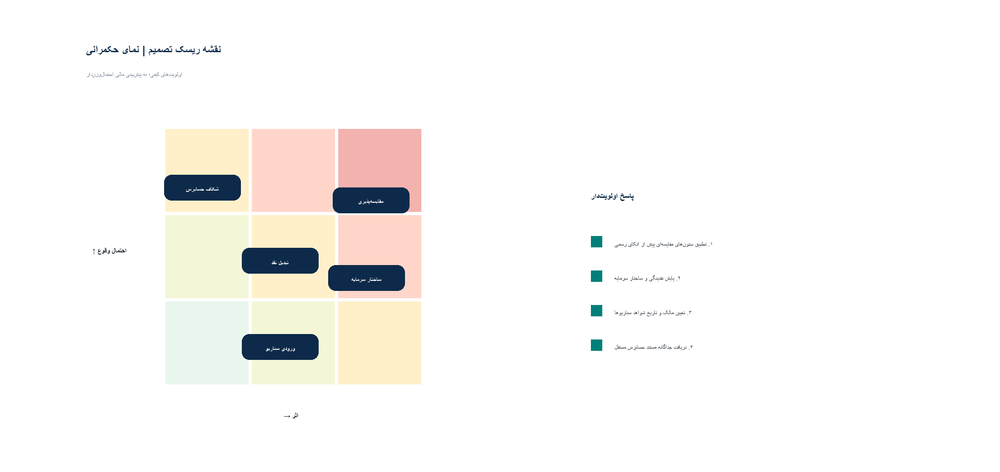 نقشه ریسک تصمیم | نمای حکمرانی
اولویت‌های کیفی؛ نه پیش‌بینی مالی احتمال‌وزن‌دار
شکاف حسابرس
مقایسه‌پذیری
احتمال وقوع ↑
تبدیل نقد
ساختار سرمایه
ورودی سناریو
اثر →
پاسخ اولویت‌دار
۱. تطبیق ستون‌های مقایسه‌ای پیش از اتکای رسمی
۲. پایش نقدینگی و ساختار سرمایه
۳. تعیین مالک و تاریخ شواهد سناریوها
۴. دریافت جداگانه مستند حسابرس مستقل